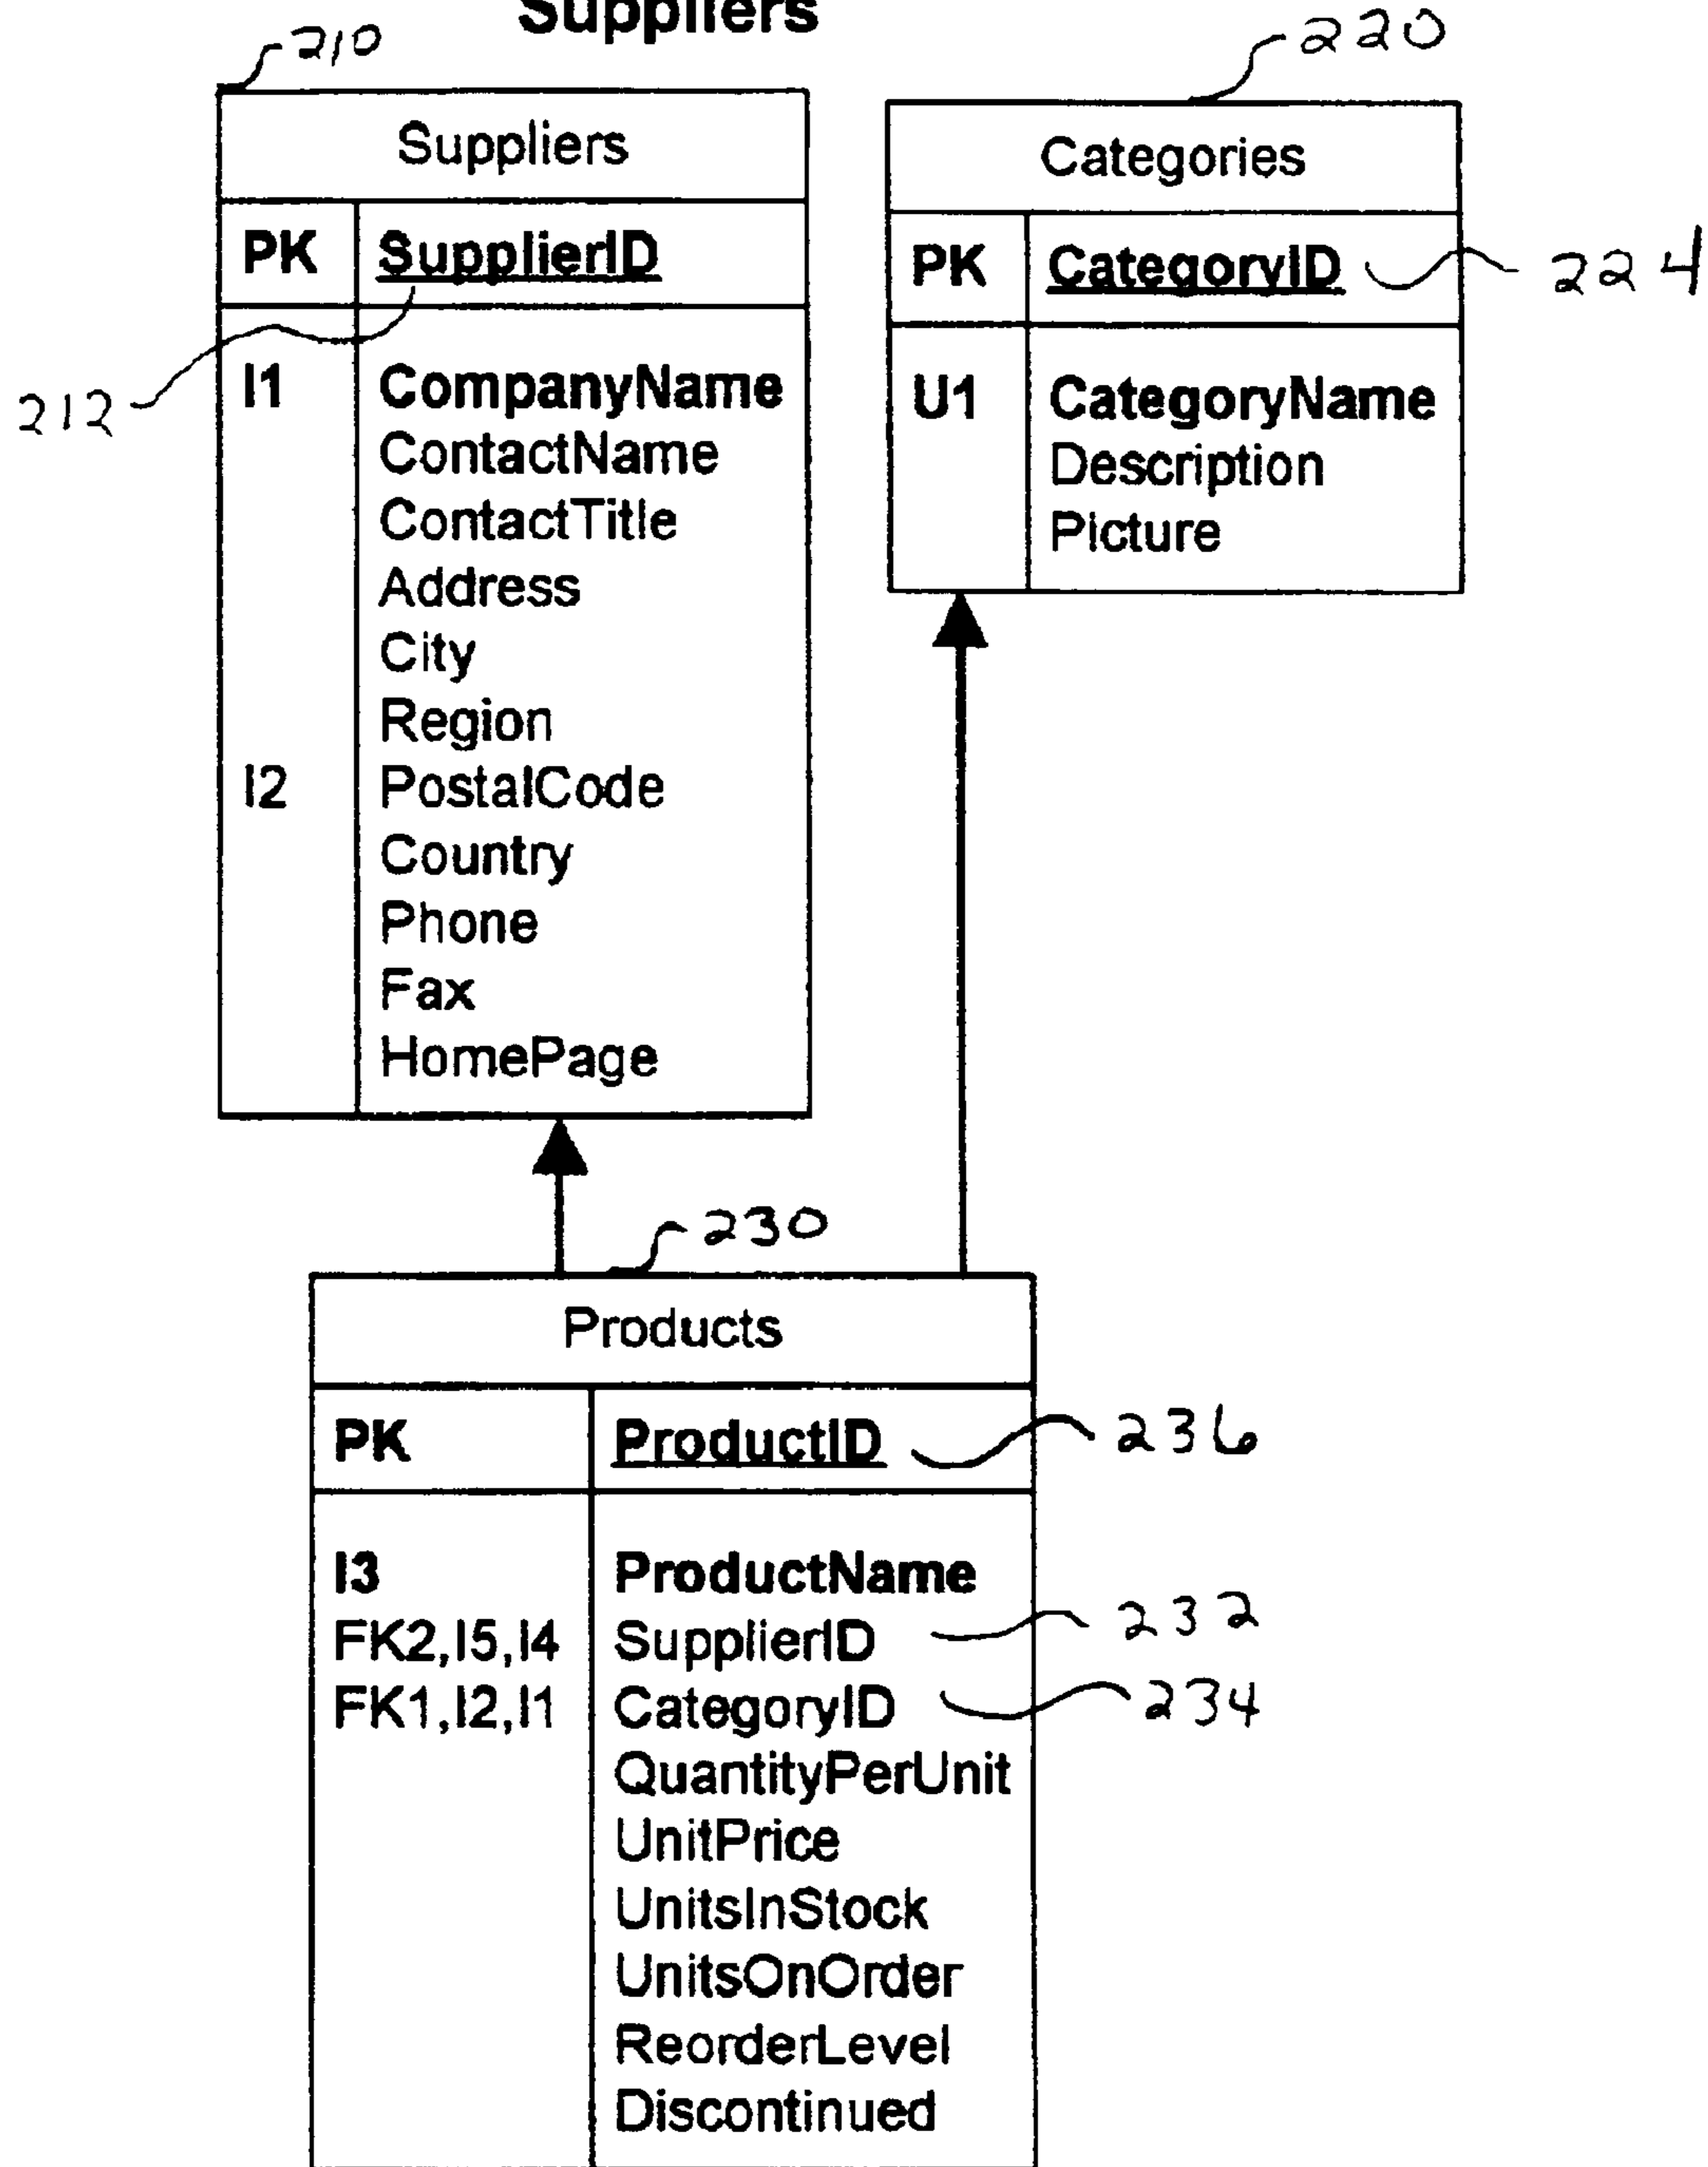 Suppliers
210
220
Suppliers
PK SupplierID
212
I1 CompanyName
ContactName
ContactTitle
Address
City
Region
I2 PostalCode
Country
Phone
Fax
HomePage
Categories
PK CategoryID 224
U1 CategoryName
Description
Picture
230
Products
PK ProductID 236
I3 ProductName
FK2,I5,I4 SupplierID 232
FK1,I2,I1 CategoryID 234
QuantityPerUnit
UnitPrice
UnitsInStock
UnitsOnOrder
ReorderLevel
Discontinued